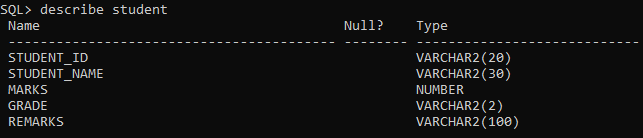 SQL> describe student
Name Null? Type
----------------------------------------- -------- ----------------------------
STUDENT_ID VARCHAR2(20)
STUDENT_NAME VARCHAR2(30)
MARKS NUMBER
GRADE VARCHAR2(2)
REMARKS VARCHAR2(100)